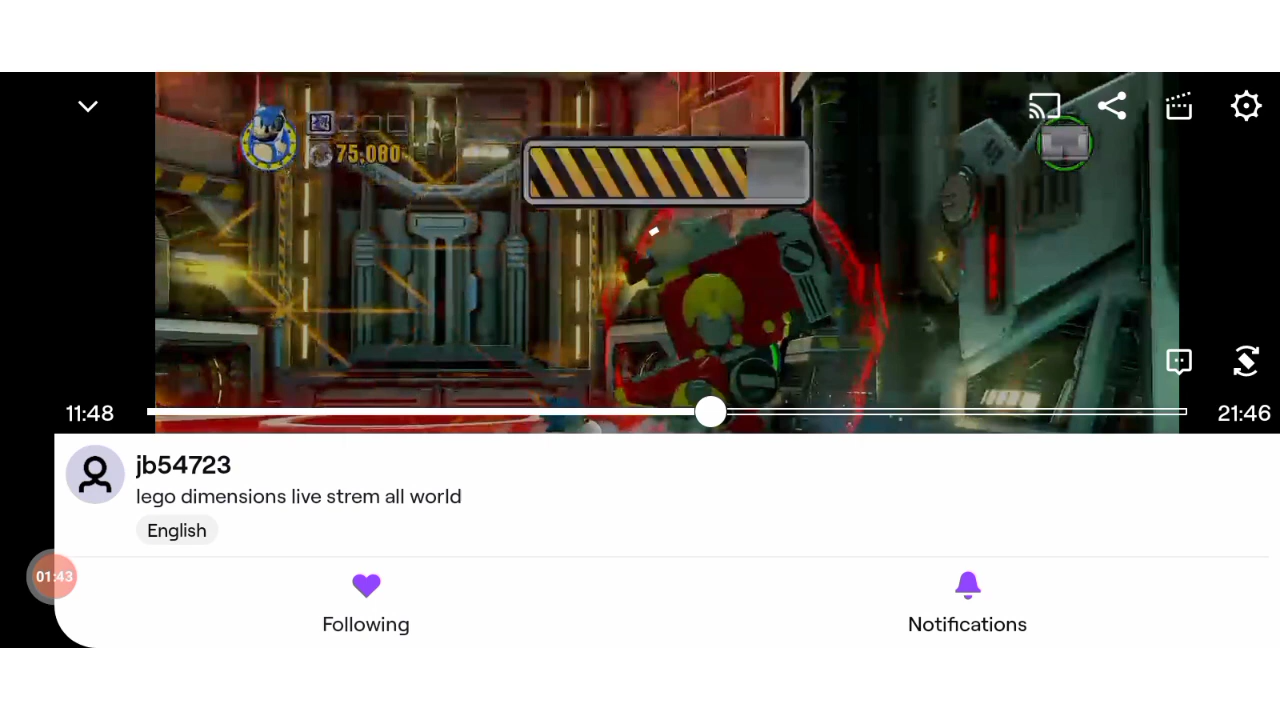 75,080
11:48
21:46
jb54723
lego dimensions live strem all world
English
01:43
Following
Notifications